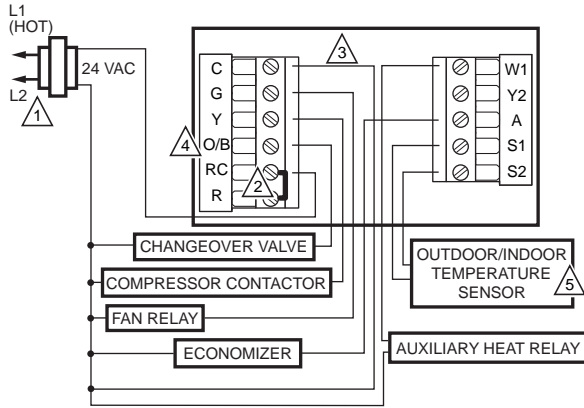 L1
(HOT)
L2
1
24 VAC
3
C
G
Y
O/B
RC
R
4
2
W1
Y2
A
S1
S2
CHANGEOVER VALVE
COMPRESSOR CONTACTOR
FAN RELAY
ECONOMIZER
OUTDOOR/INDOOR
TEMPERATURE
SENSOR
5
AUXILIARY HEAT RELAY